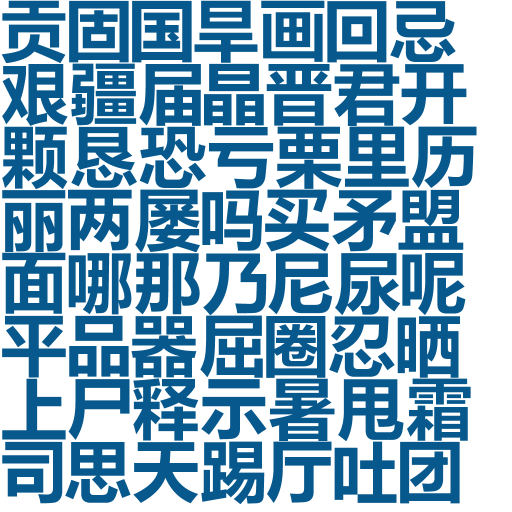 贡固国旱画回忌
艰疆届晶晋君开
颗恳恐亏栗里历
丽两屡吗买矛盟
面哪那乃尼尿呢
平品器屈圈忍晒
上尸释示暑甩霜
司思天踢厅吐团